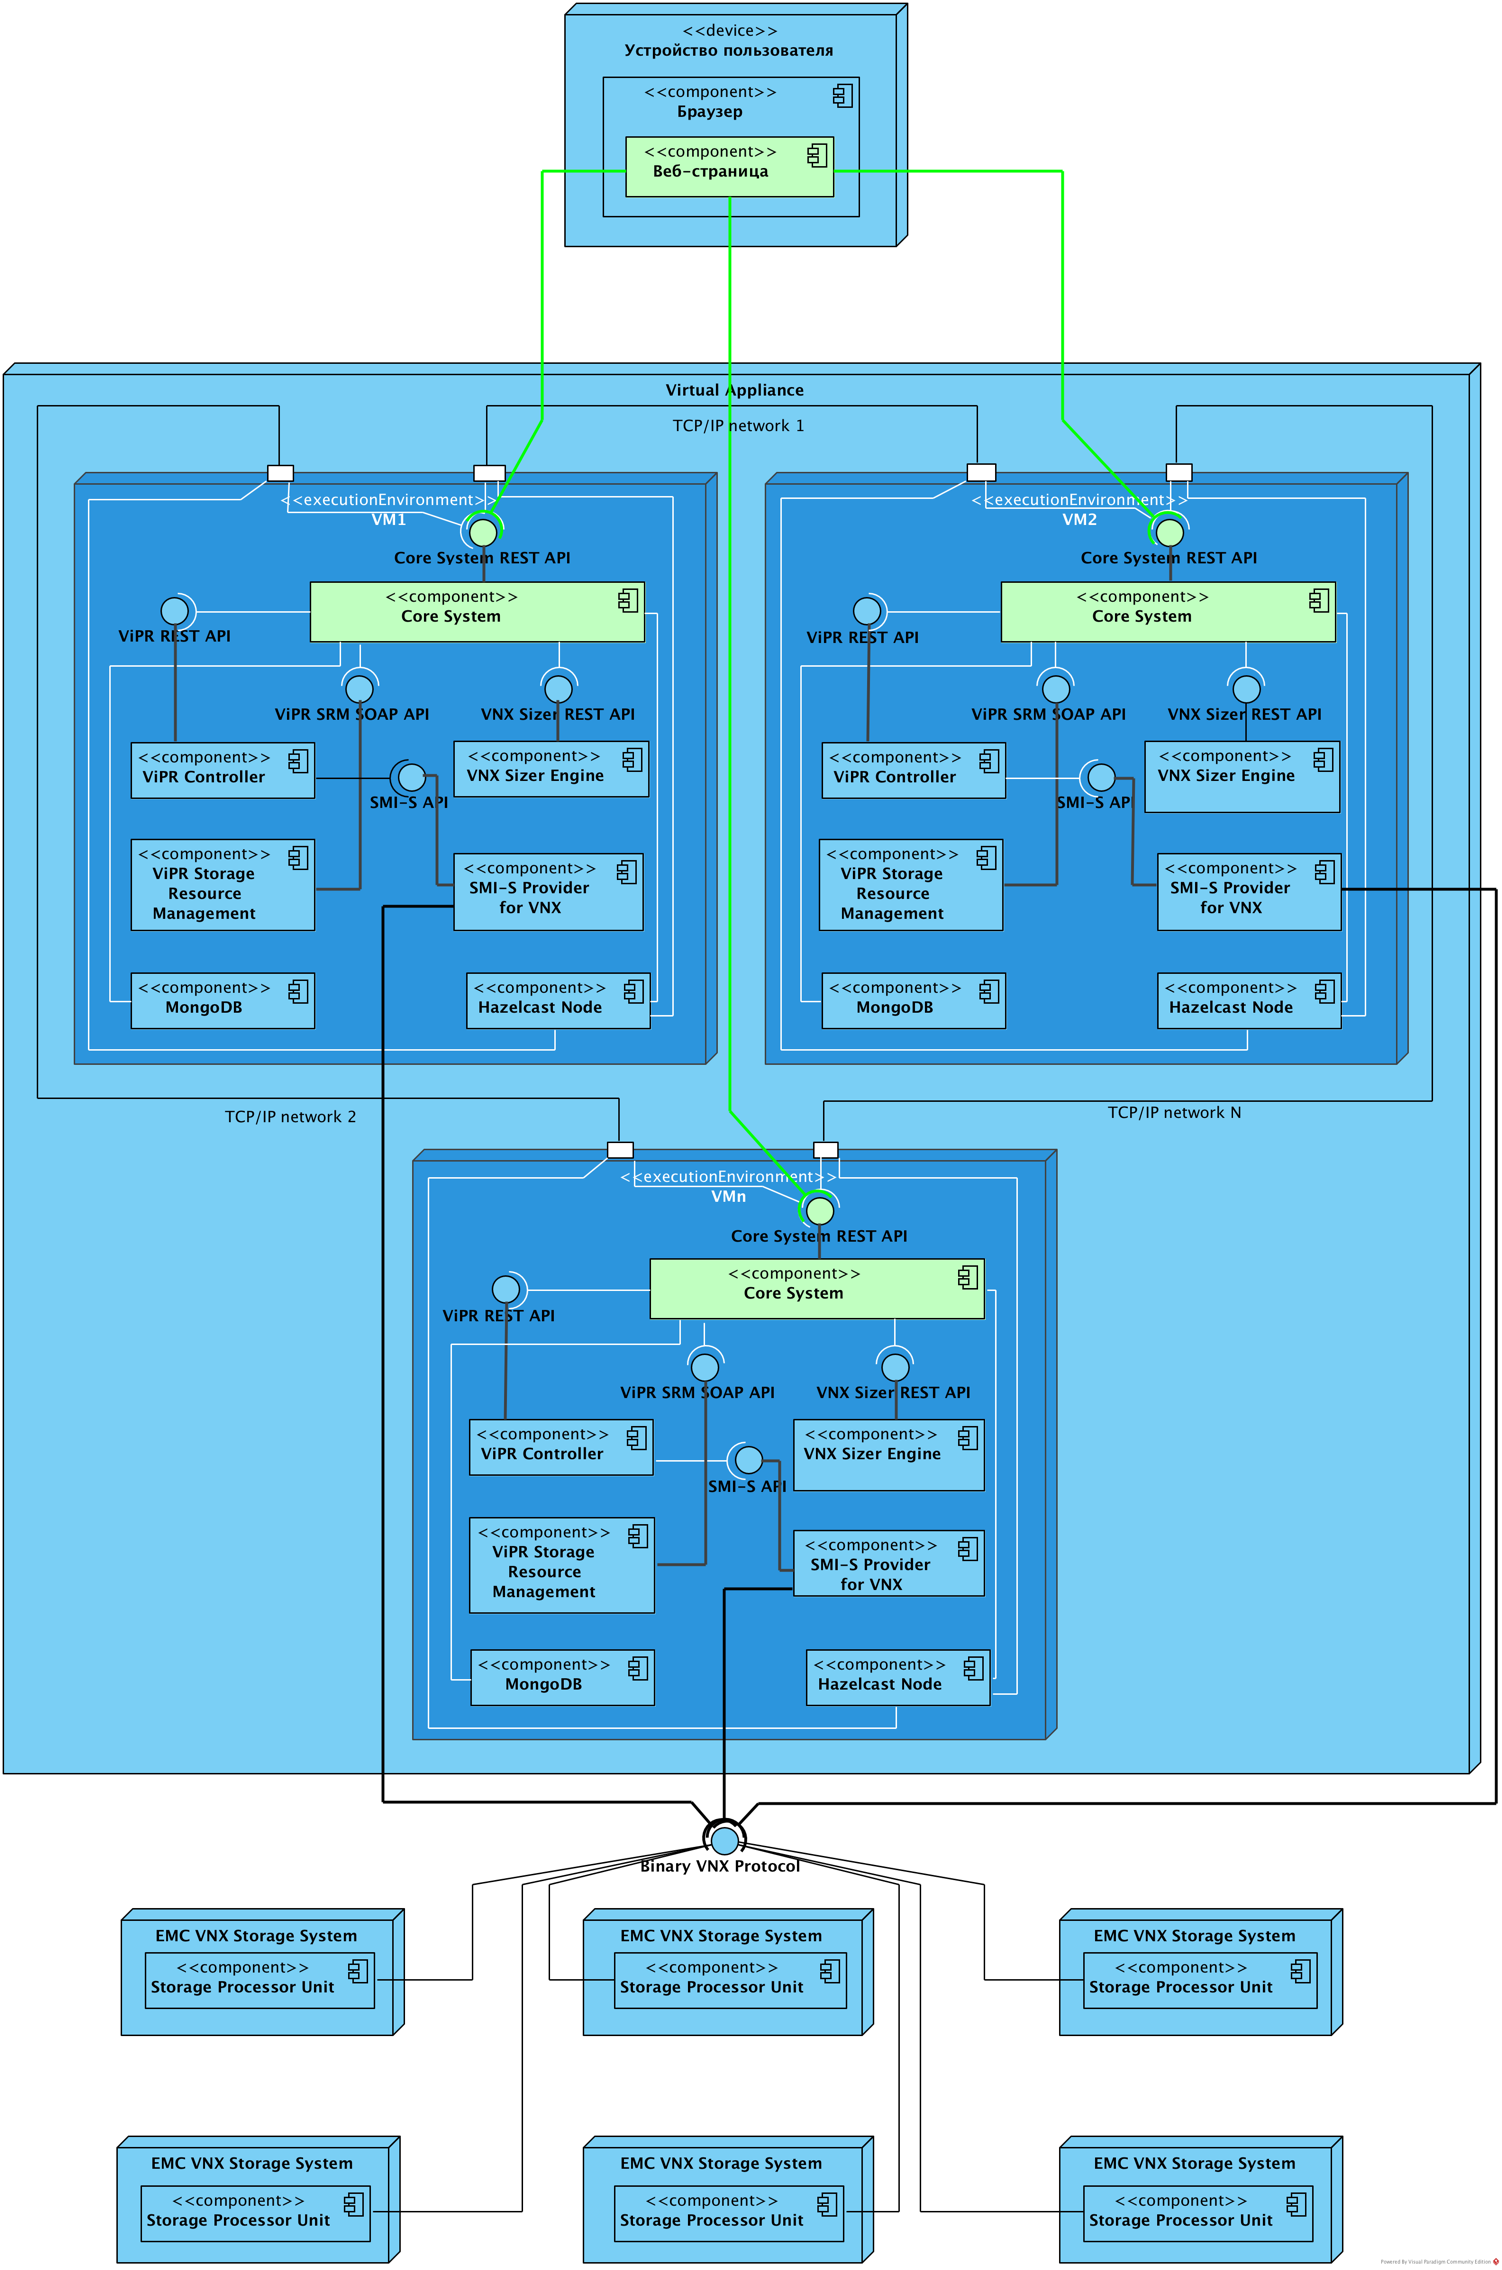 <<device>>
Устройство пользователя
<<component>>
Браузер
<<component>>
Веб-страница
Virtual Appliance
TCP/IP network 1
<<executionEnvironment>>
VM1
Core System REST API
<<component>>
Core System
ViPR REST API
ViPR SRM SOAP API
VNX Sizer REST API
<<component>>
ViPR Controller
SMI-S API
<<component>>
VNX Sizer Engine
<<component>>
ViPR Storage
Resource
Management
<<component>>
SMI-S Provider
for VNX
<<component>>
MongoDB
<<component>>
Hazelcast Node
<<executionEnvironment>>
VM2
Core System REST API
<<component>>
Core System
ViPR REST API
ViPR SRM SOAP API
VNX Sizer REST API
<<component>>
ViPR Controller
SMI-S API
<<component>>
VNX Sizer Engine
<<component>>
ViPR Storage
Resource
Management
<<component>>
SMI-S Provider
for VNX
<<component>>
MongoDB
<<component>>
Hazelcast Node
TCP/IP network 2
TCP/IP network N
<<executionEnvironment>>
VMn
Core System REST API
<<component>>
Core System
ViPR REST API
ViPR SRM SOAP API
VNX Sizer REST API
<<component>>
ViPR Controller
SMI-S API
<<component>>
VNX Sizer Engine
<<component>>
ViPR Storage
Resource
Management
<<component>>
SMI-S Provider
for VNX
<<component>>
MongoDB
<<component>>
Hazelcast Node
Binary VNX Protocol
EMC VNX Storage System
<<component>>
Storage Processor Unit
EMC VNX Storage System
<<component>>
Storage Processor Unit
EMC VNX Storage System
<<component>>
Storage Processor Unit
EMC VNX Storage System
<<component>>
Storage Processor Unit
EMC VNX Storage System
<<component>>
Storage Processor Unit
EMC VNX Storage System
<<component>>
Storage Processor Unit
Powered By Visual Paradigm Community Edition